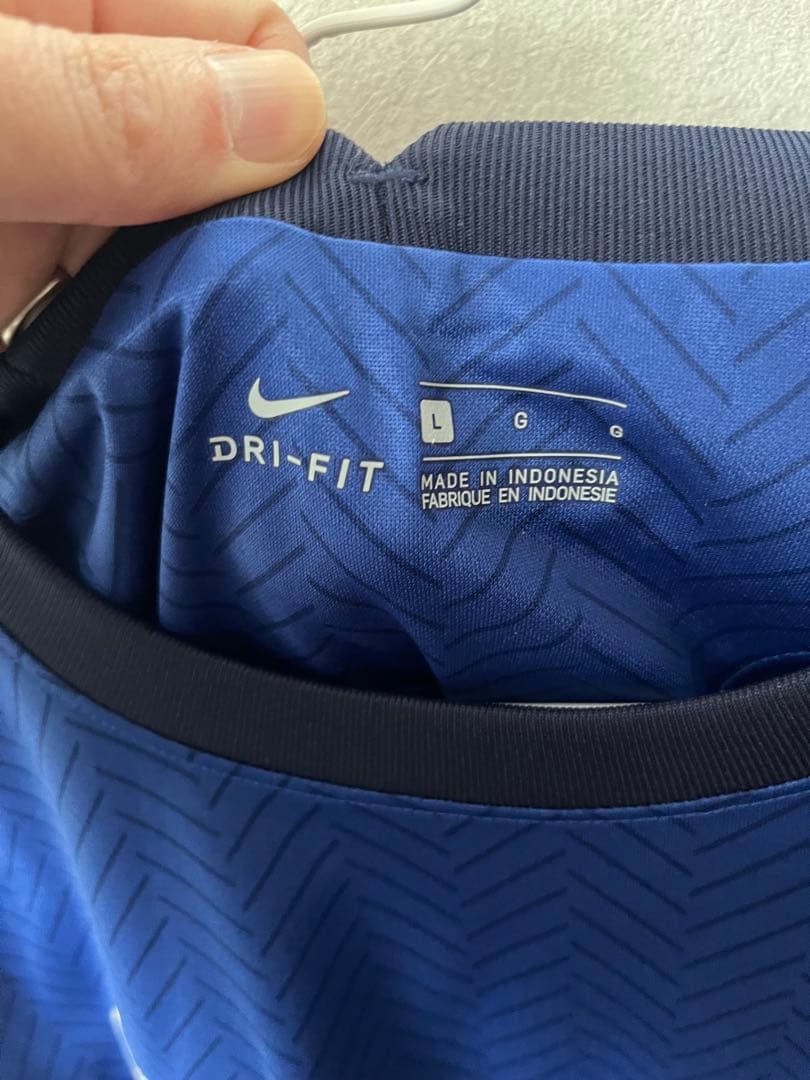 DRI-FIT
L G G
MADE IN INDONESIA
FABRIQUE EN INDONESIE